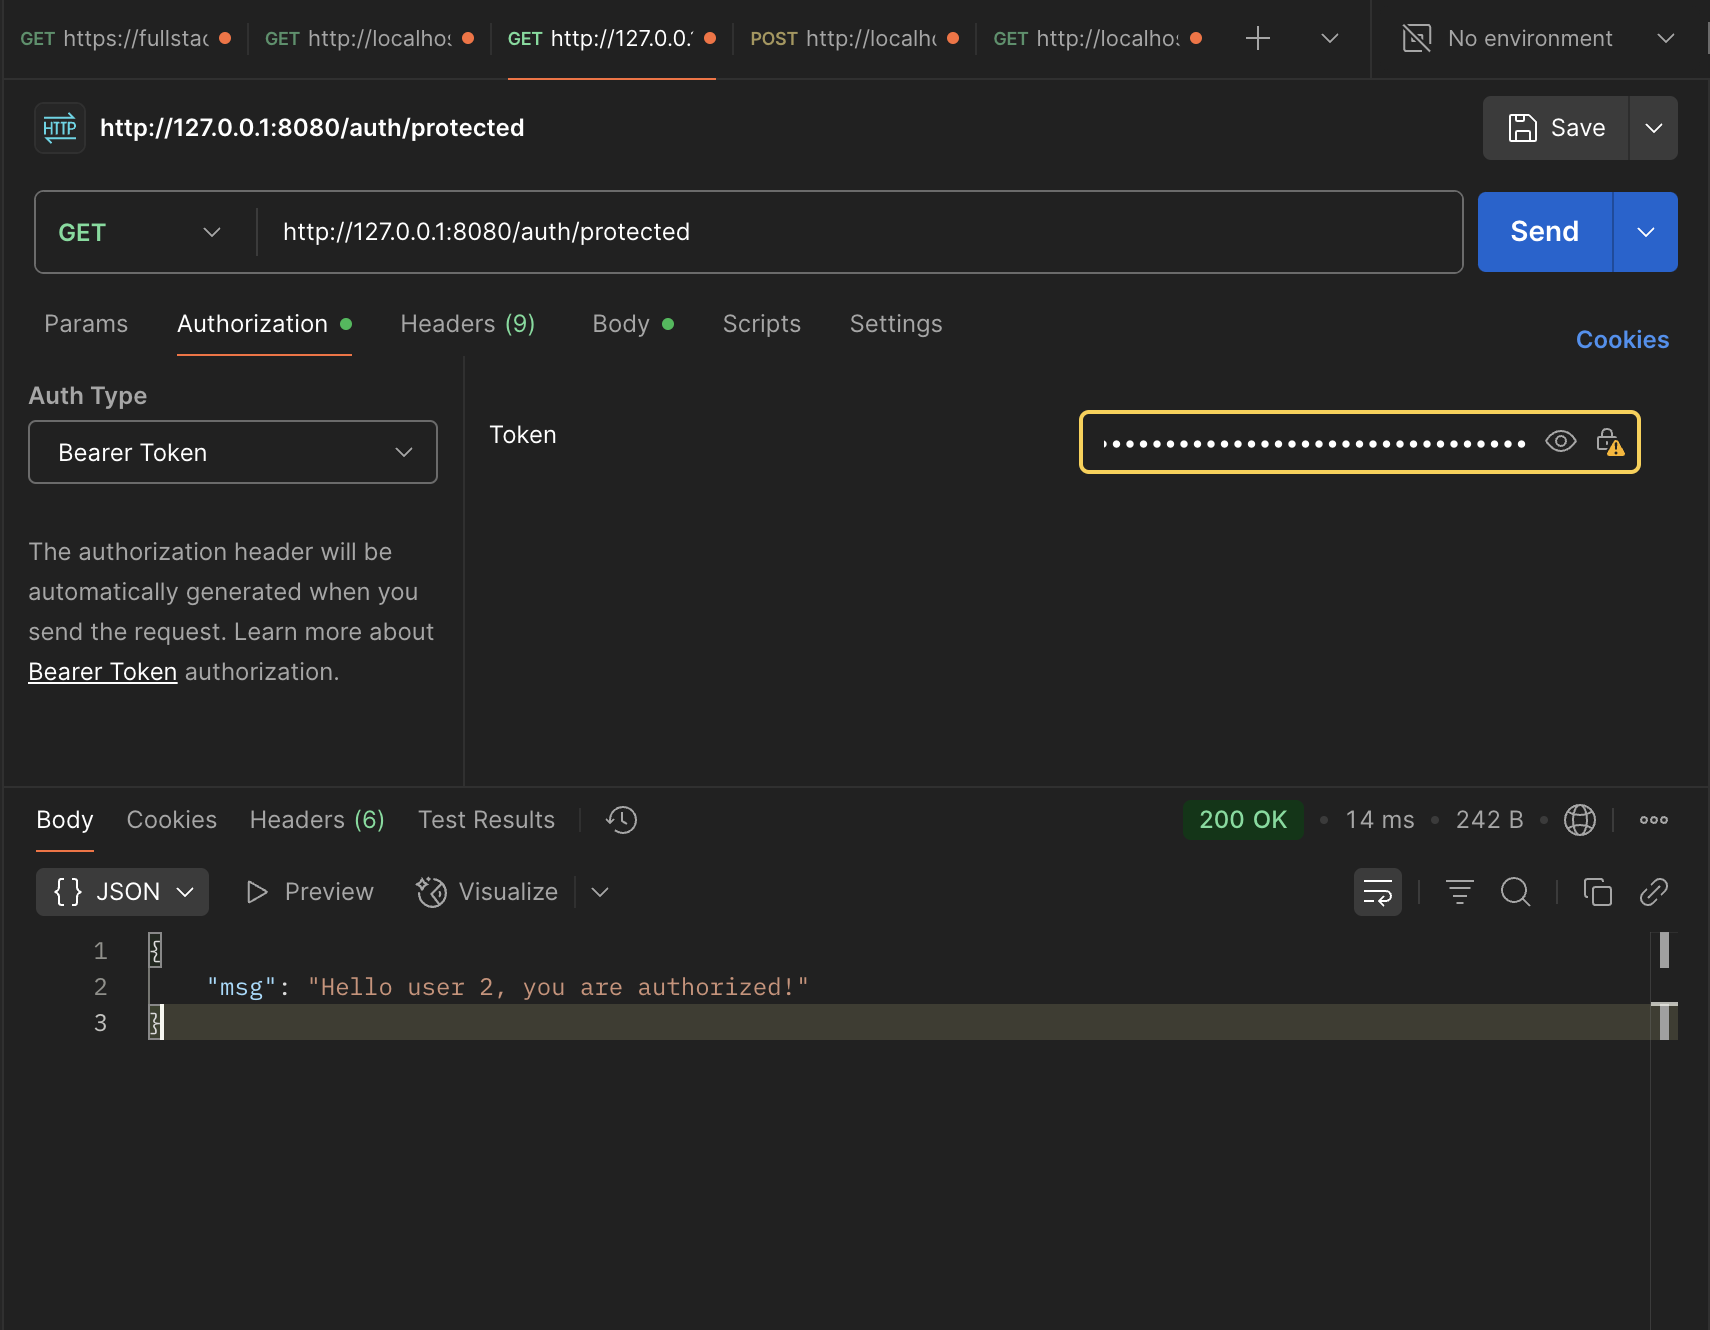 GET https://fullstac GET http://localhos GET http://127.0.0.1 POST http://localho GET http://localhos No environment
HTTP http://127.0.0.1:8080/auth/protected Save
GET http://127.0.0.1:8080/auth/protected Send
Params Authorization Headers (9) Body Scripts Settings Cookies
Auth Type
Bearer Token
Token
The authorization header will be
automatically generated when you
send the request. Learn more about
Bearer Token authorization.
Body Cookies Headers (6) Test Results 200 OK • 14 ms • 242 B
{ } JSON Preview Visualize
1 {
2 "msg": "Hello user 2, you are authorized!"
3 }